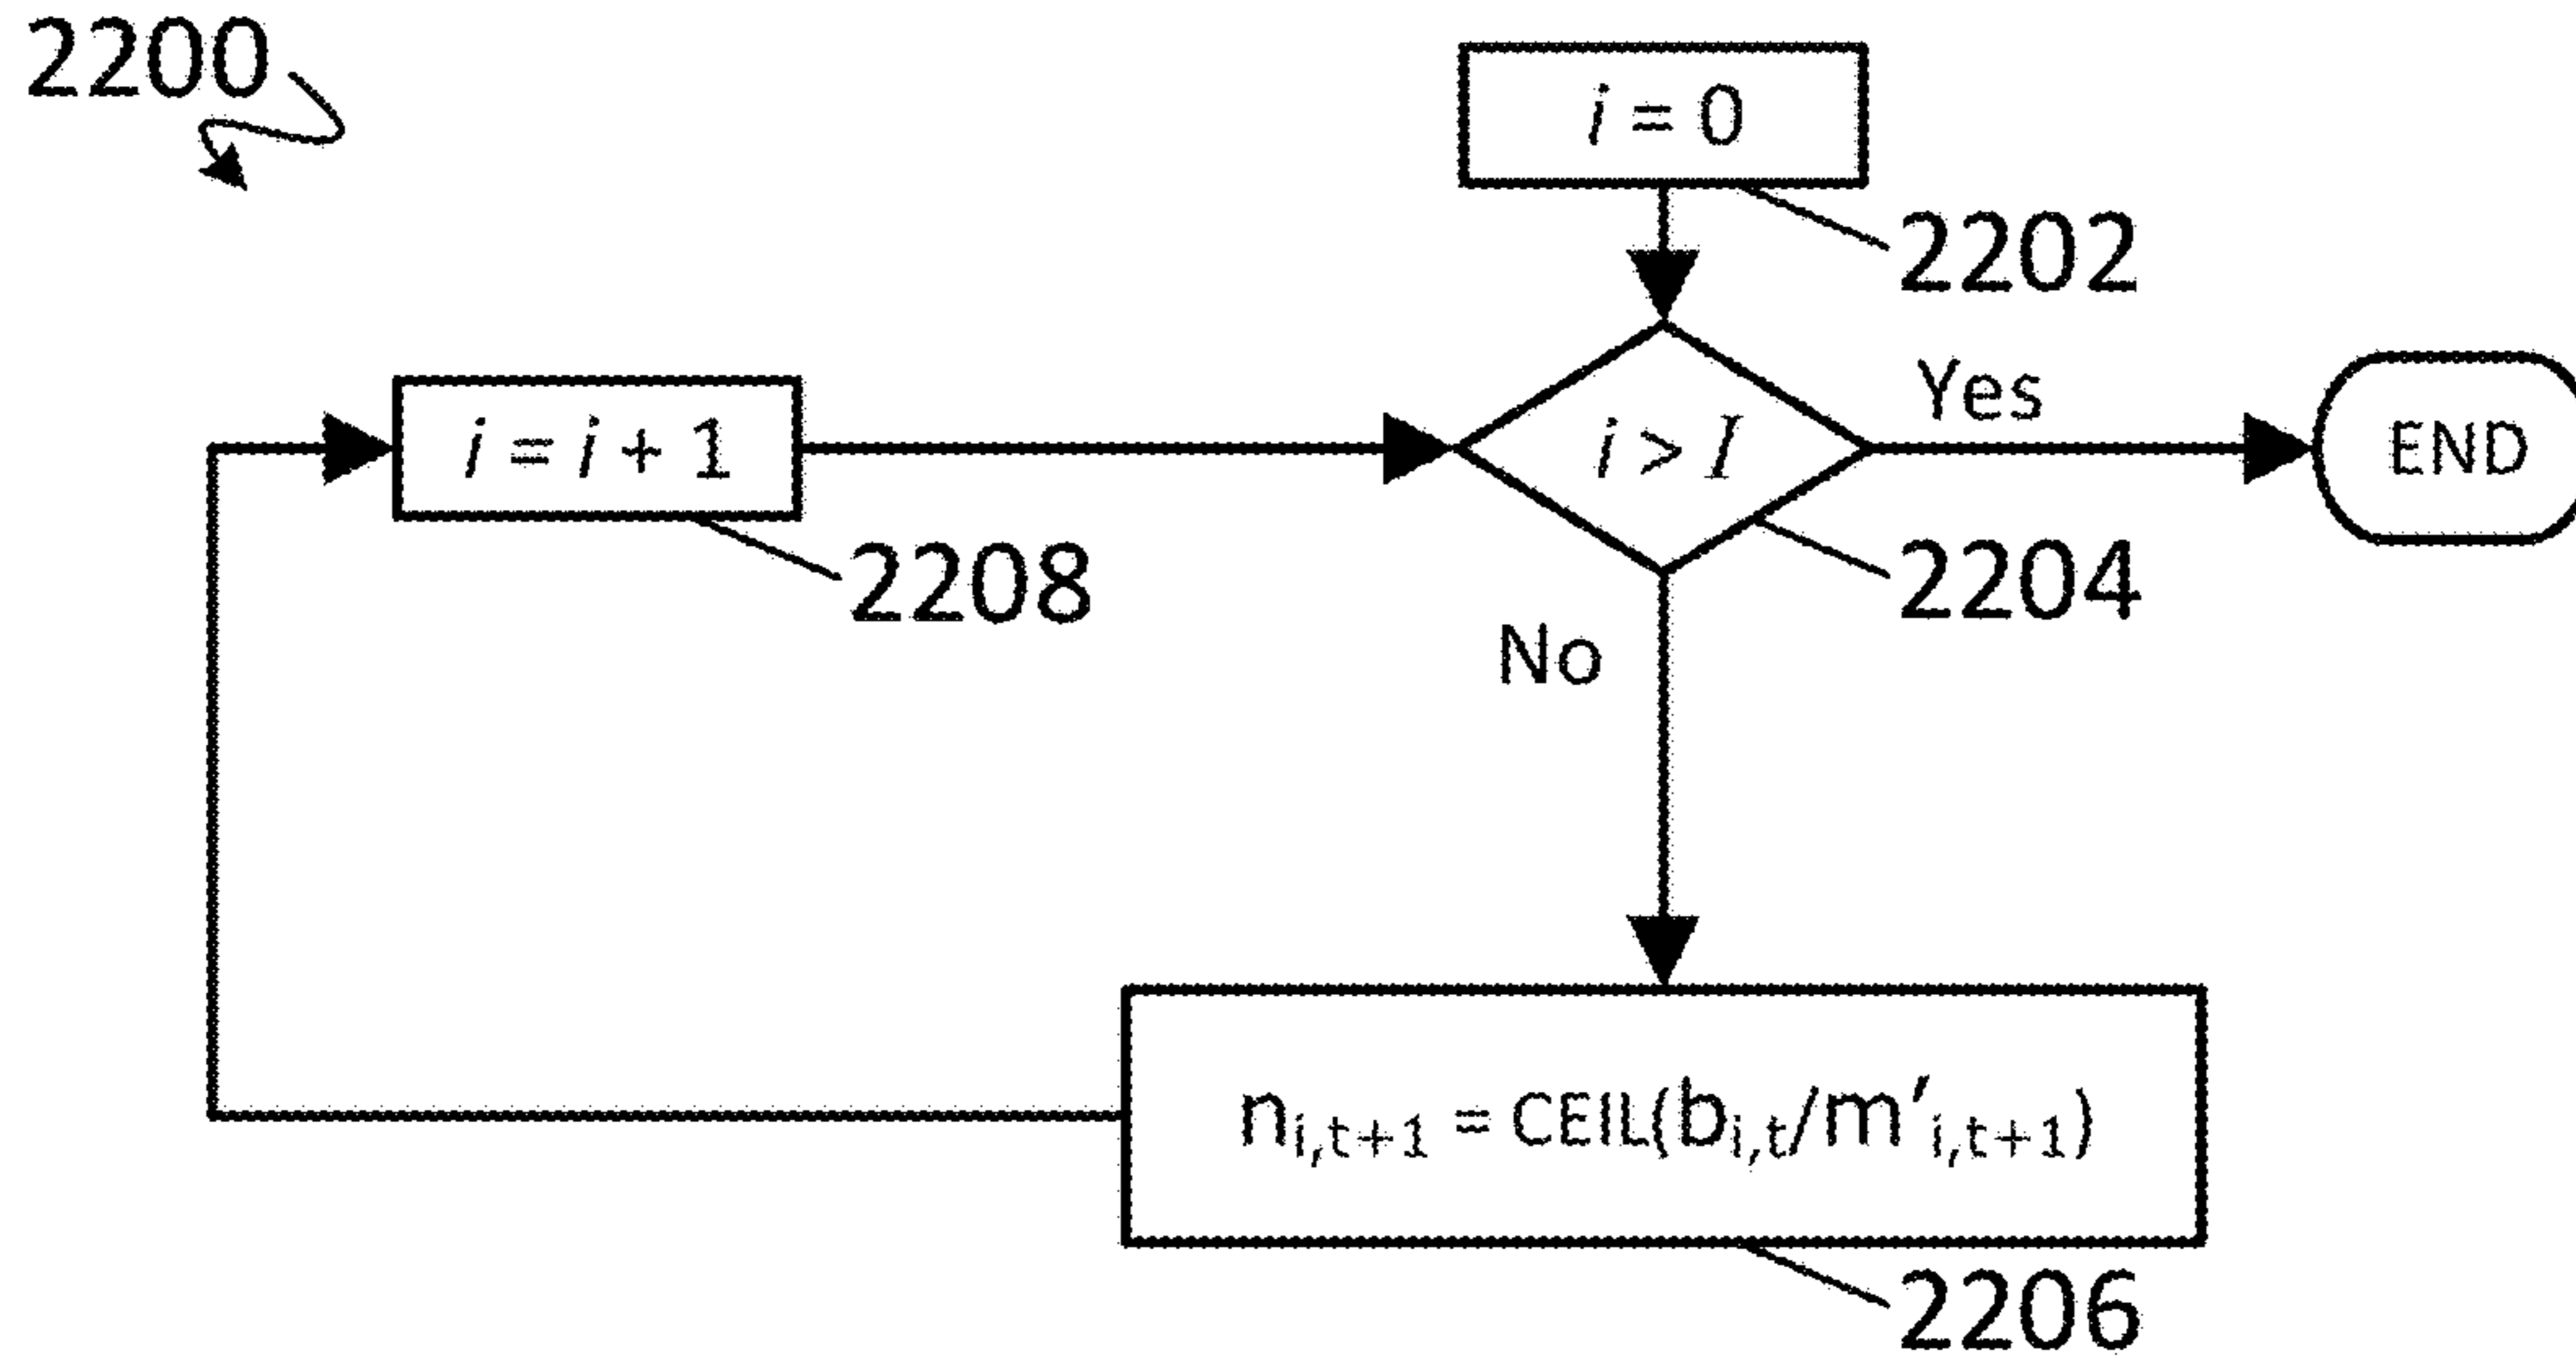 2200
i = 0
2202
i = i + 1
2208
i > I
Yes
END
2204
No
n_{i,t+1} = CEIL(b_{i,t}/m′_{i,t+1})
2206